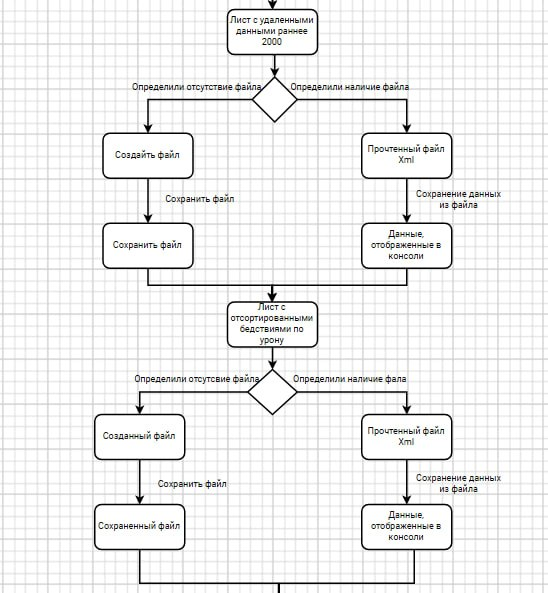 Лист с удаленными
данными раннее
2000
Определили отсутствие файла
Определили наличие файла
Создайть файл
Прочтенный файл
Xml
Сохранить файл
Сохранение данных
из файла
Сохранить файл
Данные,
отображенные в
консоли
Лист с
отсортированными
бедствиями по
урону
Определили отсутсвие файла
Определили наличие фала
Созданный файл
Прочтенный файл
Xml
Сохранить файл
Сохранение данных
из файла
Сохраненный файл
Данные,
отображенные в
консоли